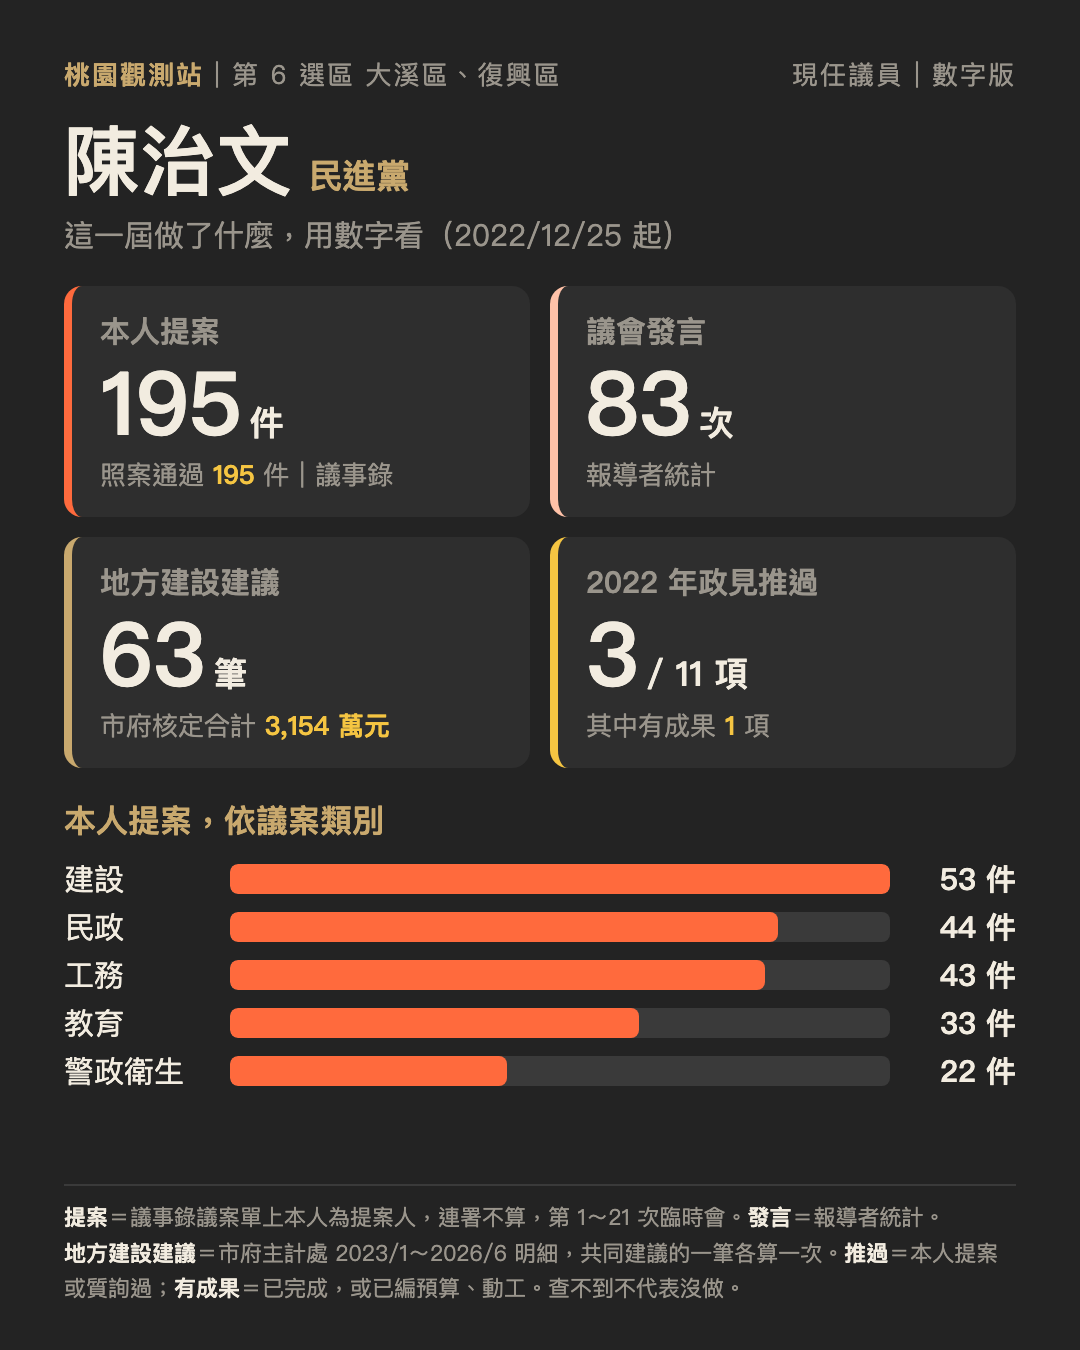 桃園觀測站｜第 6 選區 大溪區、復興區
現任議員｜數字版
陳治文 民進黨
這一屆做了什麼，用數字看（2022/12/25 起）
本人提案
195 件
照案通過 195 件｜議事錄
議會發言
83 次
報導者統計
地方建設建議
63 筆
市府核定合計 3,154 萬元
2022 年政見推過
3 / 11 項
其中有成果 1 項
本人提案，依議案類別
建設 53 件
民政 44 件
工務 43 件
教育 33 件
警政衛生 22 件
提案＝議事錄議案單上本人為提案人，連署不算，第 1～21 次臨時會。發言＝報導者統計。
地方建設建議＝市府主計處 2023/1～2026/6 明細，共同建議的一筆各算一次。推過＝本人提案
或質詢過；有成果＝已完成，或已編預算、動工。查不到不代表沒做。